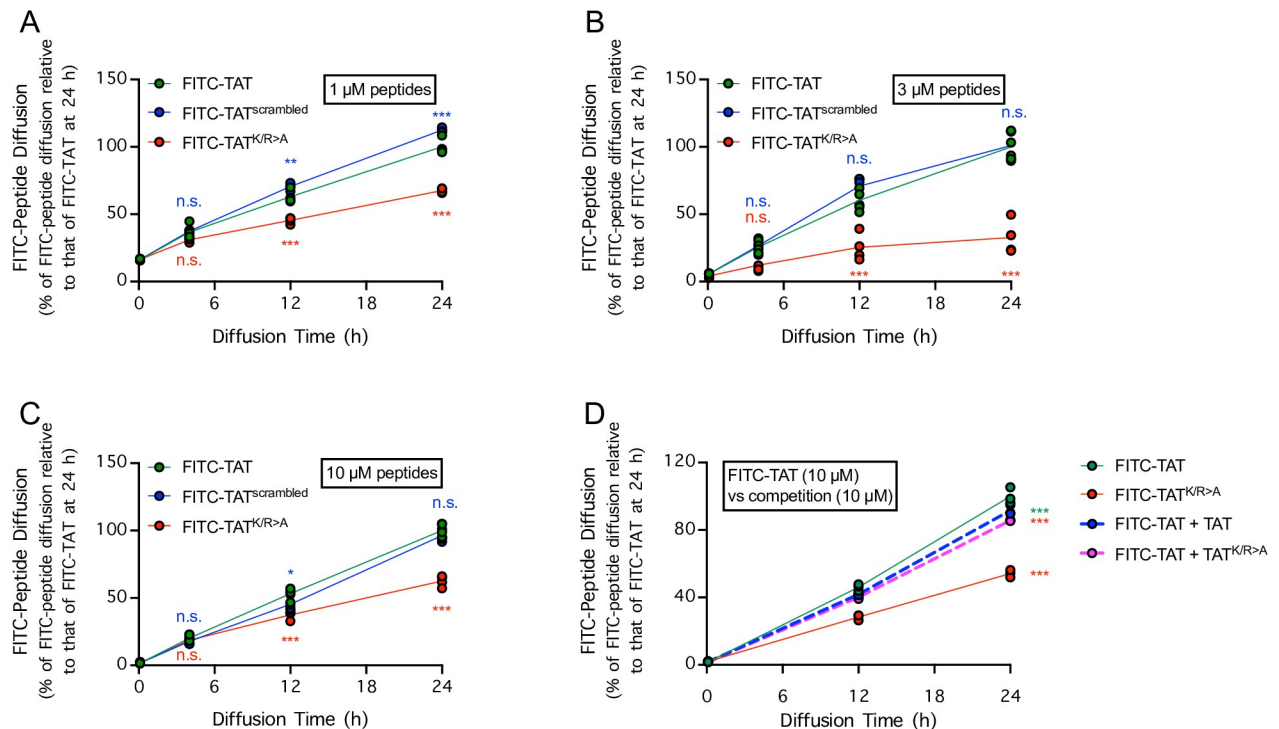 A
FITC-Peptide Diffusion
(% of FITC-peptide diffusion relative
to that of FITC-TAT at 24 h)
150
100
50
0
FITC-TAT
FITC-TATscrambled
FITC-TATK/R>A
1 µM peptides
n.s.
n.s.
**
***
***
***
0
6
12
18
24
Diffusion Time (h)
B
FITC-Peptide Diffusion
(% of FITC-peptide diffusion relative
to that of FITC-TAT at 24 h)
150
100
50
0
FITC-TAT
FITC-TATscrambled
FITC-TATK/R>A
3 µM peptides
n.s.
n.s.
n.s.
***
n.s.
***
0
6
12
18
24
Diffusion Time (h)
C
FITC-Peptide Diffusion
(% of FITC-peptide diffusion relative
to that of FITC-TAT at 24 h)
150
100
50
0
FITC-TAT
FITC-TATscrambled
FITC-TATK/R>A
10 µM peptides
n.s.
n.s.
*
***
n.s.
***
0
6
12
18
24
Diffusion Time (h)
D
FITC-Peptide Diffusion
(% of FITC-peptide diffusion relative
to that of FITC-TAT at 24 h)
120
80
40
0
FITC-TAT (10 µM)
vs competition (10 µM)
***
***
***
0
6
12
18
24
Diffusion Time (h)
FITC-TAT
FITC-TATK/R>A
FITC-TAT + TAT
FITC-TAT + TATK/R>A